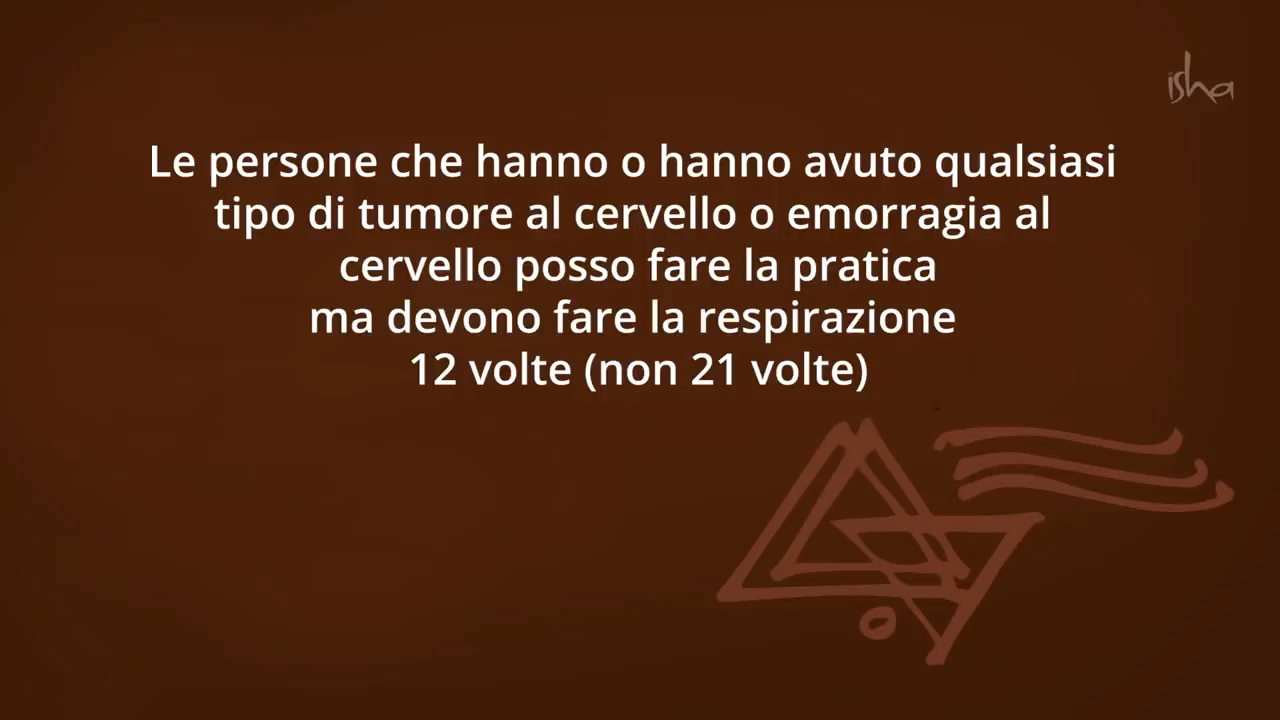 isha
Le persone che hanno o hanno avuto qualsiasi
tipo di tumore al cervello o emorragia al
cervello posso fare la pratica
ma devono fare la respirazione
12 volte (non 21 volte)